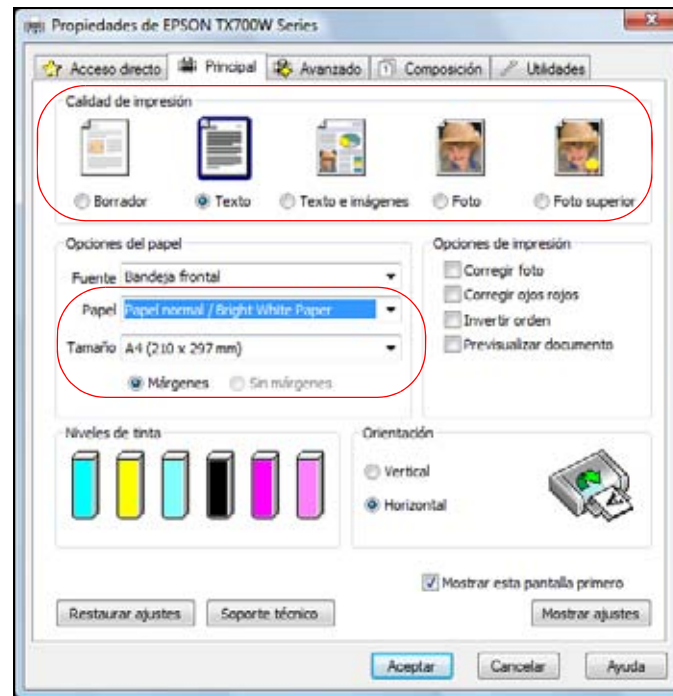 Propiedades de EPSON TX700W Series
Acceso directo Principal Avanzado Composición Utilidades
Calidad de impresión
Borrador Texto Texto e imágenes Foto Foto superior
Opciones del papel
Fuente Bandeja frontal
Papel Papel normal / Bright White Paper
Tamaño A4 (210 x 297 mm)
Márgenes Sin márgenes
Opciones de impresión
Corregir foto
Corregir ojos rojos
Invertir orden
Previsualizar documento
Niveles de tinta
Orientación
Vertical
Horizontal
Mostrar esta pantalla primero
Restaurar ajustes Soporte técnico Mostrar ajustes
Aceptar Cancelar Ayuda